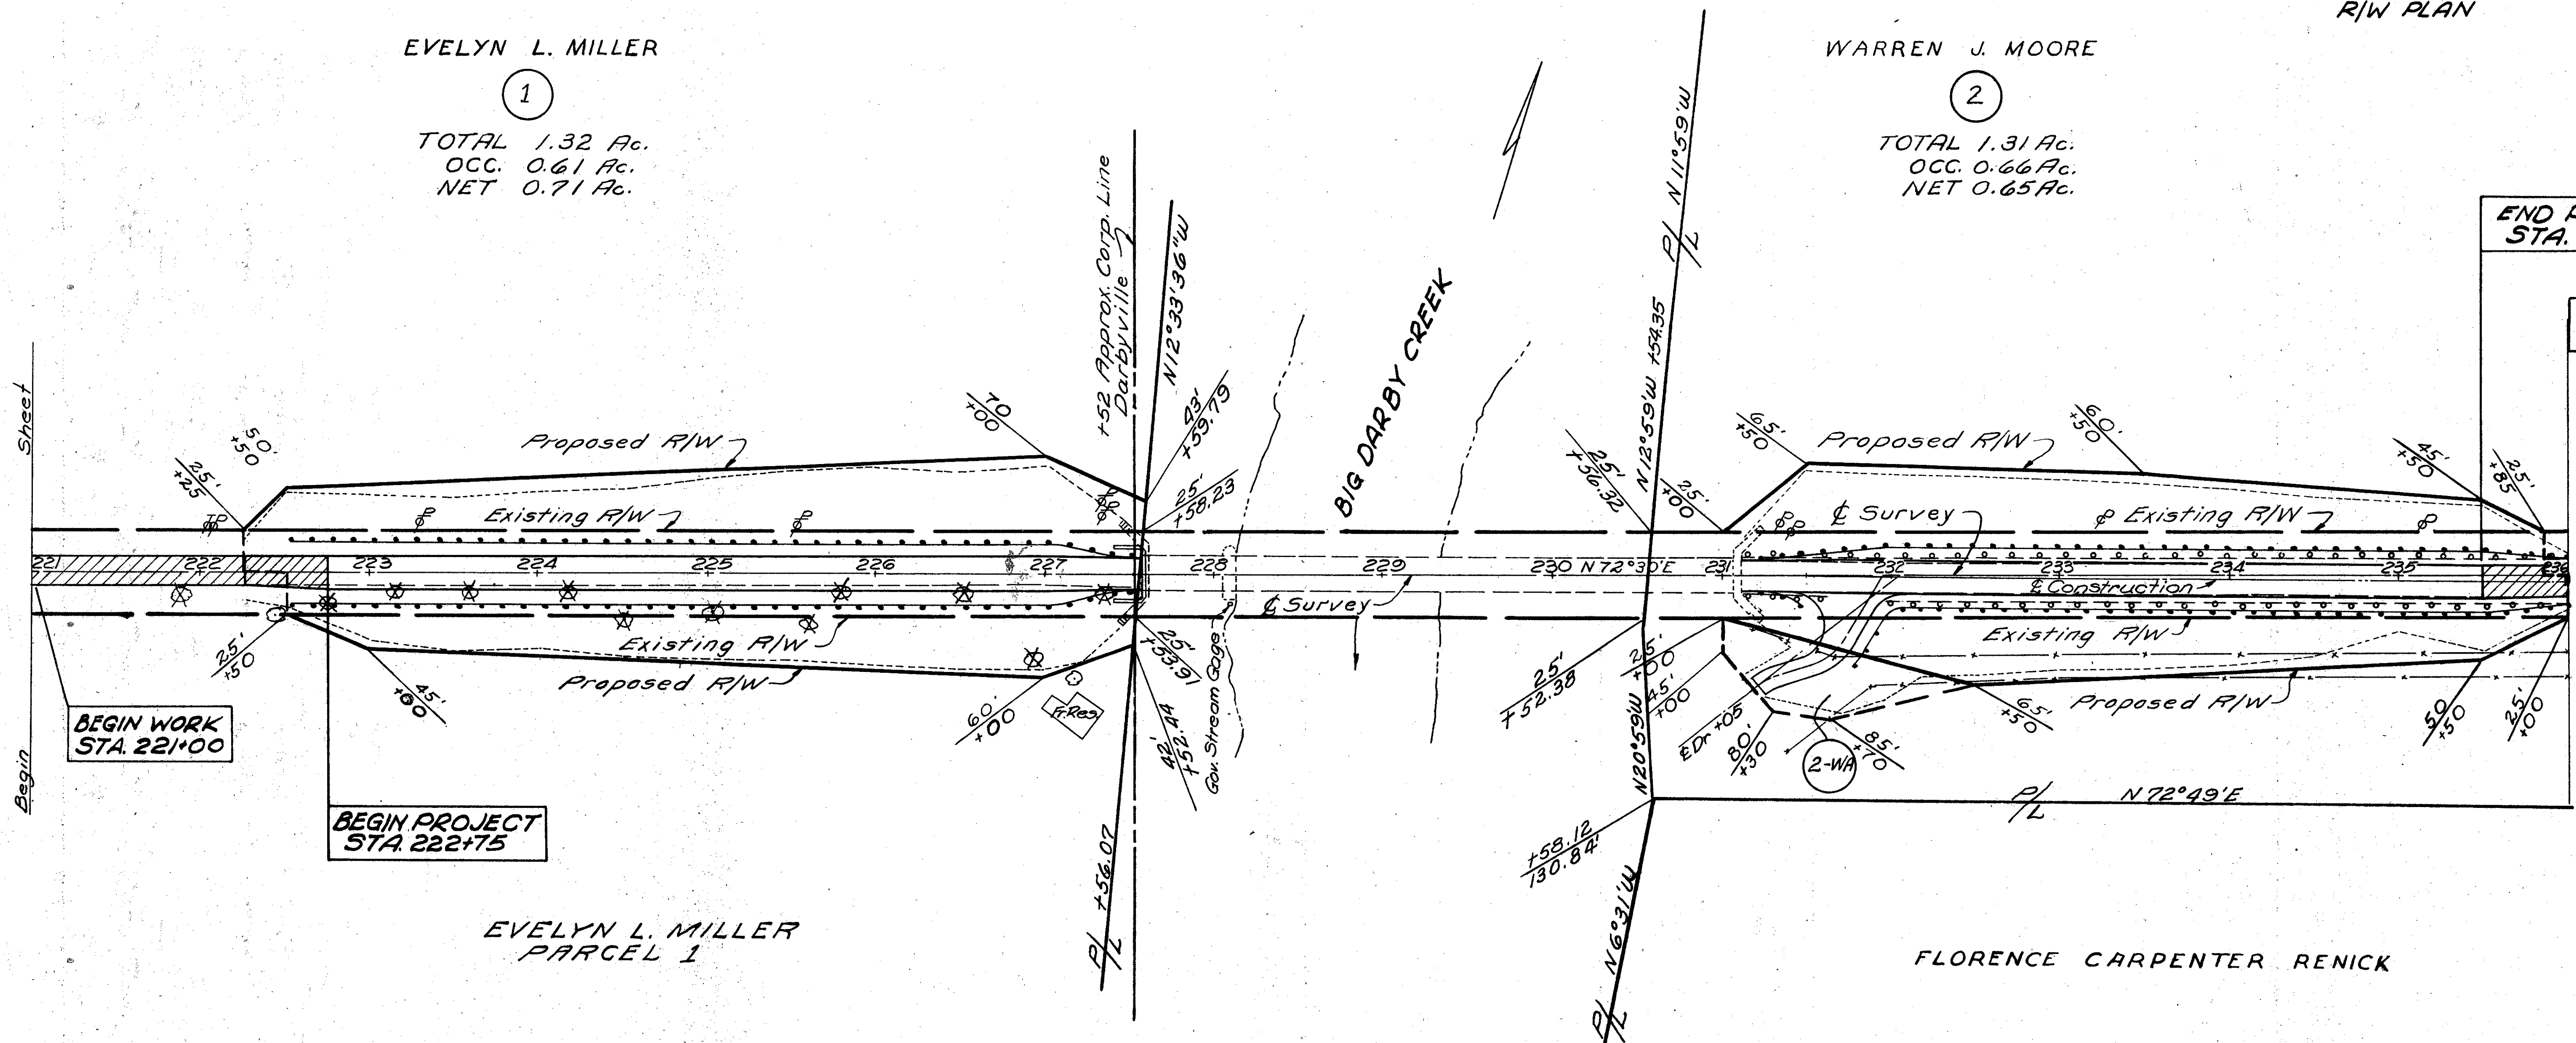 R/W PLAN
EVELYN L. MILLER
1
TOTAL 1.32 Ac.
OCC. 0.61 Ac.
NET 0.71 Ac.
WARREN J. MOORE
2
TOTAL 1.31 Ac.
OCC. 0.66 Ac.
NET 0.65 Ac.
END
STA.
Sheet
Begin
+52 Approx. Corp. Line
Darbyville
N12°33'36"W
43'
+59.79
25'
+58.23
BIG DARBY CREEK
P/L N11°59'W
N12°59'W +54.35
25'
+56.32
25'
+00
25'
+25
50'
+50
Proposed R/W
70
+00
Existing R/W
65'
+50
Proposed R/W
60'
+50
45'
+50
25'
+85
₵ Survey
Existing R/W
221 222 223 224 225 226 227 228 229 230 N72°30'E 231 232 233 234 235 236
₵ Construction
₵ Survey
Existing R/W
Existing R/W
25'
+50
45'
+00
Proposed R/W
60'
+00
Fr.Res
25'
+53.91
42'
+52.44
Gov. Stream Gage
25'
+52.38
25'
+00
45'
+00
N20°59'W
₵ Dr +05
80'
+30
2-WA
85'
+70
65'
+50
Proposed R/W
50
+50
25'
+00
BEGIN WORK
STA. 221+00
BEGIN PROJECT
STA. 222+75
P/L +56.07
+58.12
130.84'
P/L N72°49'E
P/L N6°31'W
EVELYN L. MILLER
PARCEL 1
FLORENCE CARPENTER RENICK